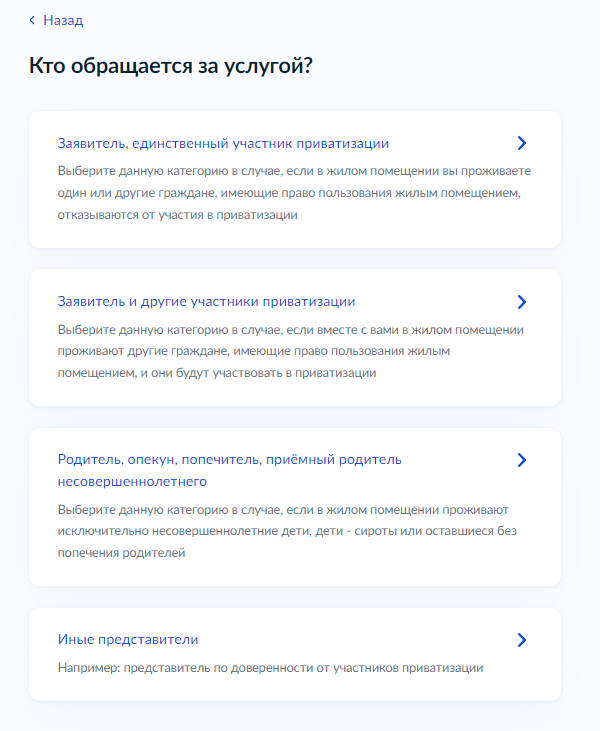 Назад
Кто обращается за услугой?
Заявитель, единственный участник приватизации
Выберите данную категорию в случае, если в жилом помещении вы проживаете
один или другие граждане, имеющие право пользования жилым помещением,
отказываются от участия в приватизации
Заявитель и другие участники приватизации
Выберите данную категорию в случае, если вместе с вами в жилом помещении
проживают другие граждане, имеющие право пользования жилым
помещением, и они будут участвовать в приватизации
Родитель, опекун, попечитель, приёмный родитель
несовершеннолетнего
Выберите данную категорию в случае, если в жилом помещении проживают
исключительно несовершеннолетние дети, дети - сироты или оставшиеся без
попечения родителей
Иные представители
Например: представитель по доверенности от участников приватизации